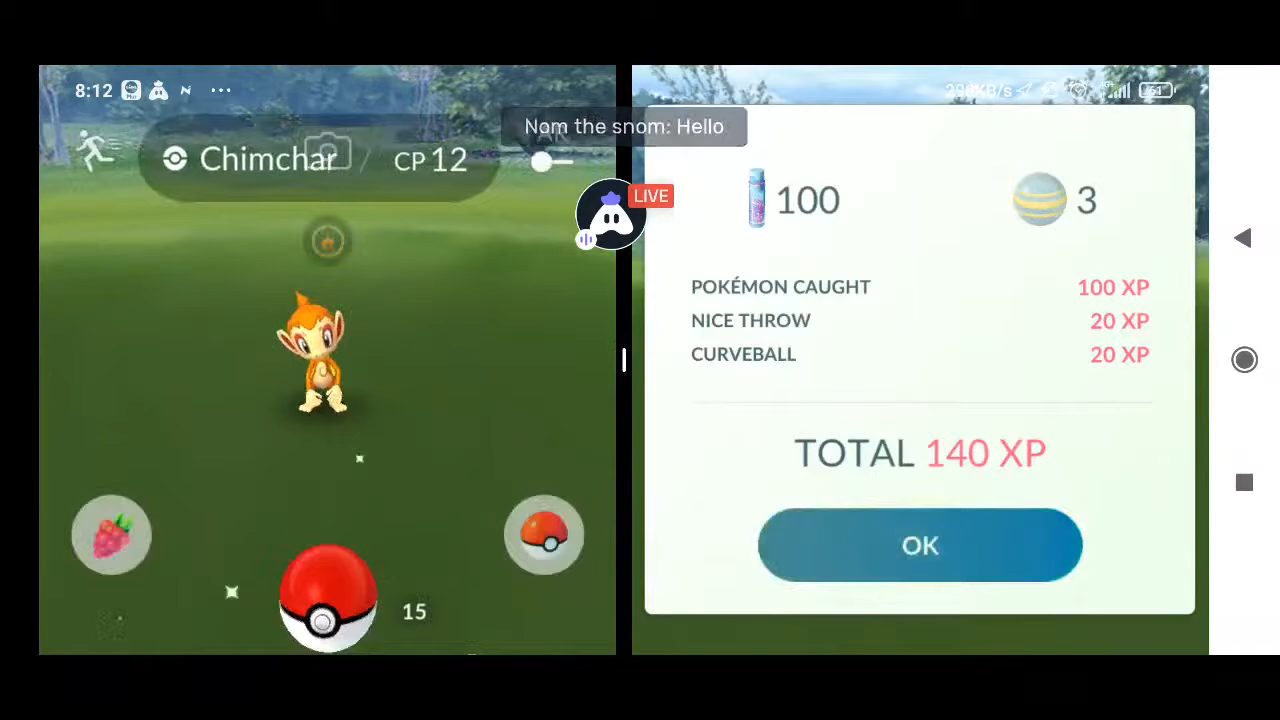 8:12
Chimchar / CP 12
15
Nom the snom: Hello
LIVE
100
3
POKÉMON CAUGHT 100 XP
NICE THROW 20 XP
CURVEBALL 20 XP
TOTAL 140 XP
OK